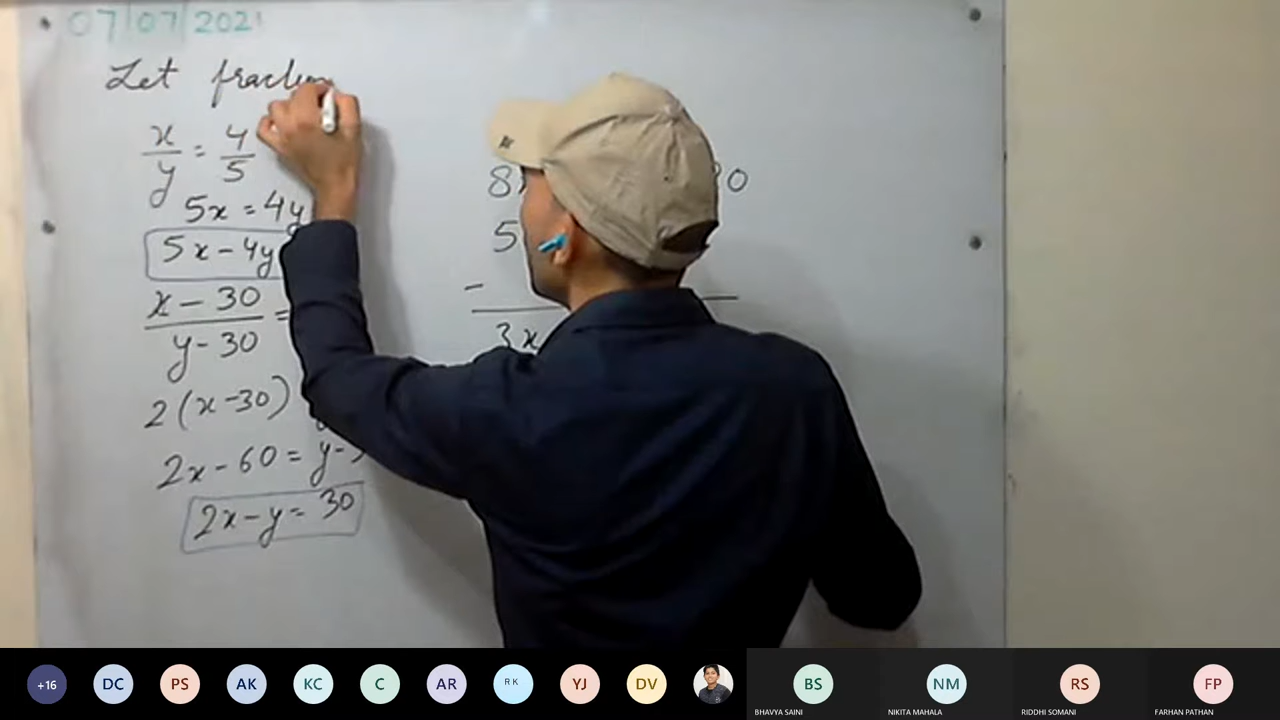 07/07/2021
Let
x/y = 4/5
5x = 4y
5x - 4y
x - 30 / y - 30 =
2(x-30)
2x - 60 = y -
2x - y = 30
8
5
-
3x
+16 DC PS AK KC C AR RK YJ DV BS NM RS FP
BHAVYA SAINI NIKITA MAHALA RIDDHI SOMANI FARHAN PATHAN